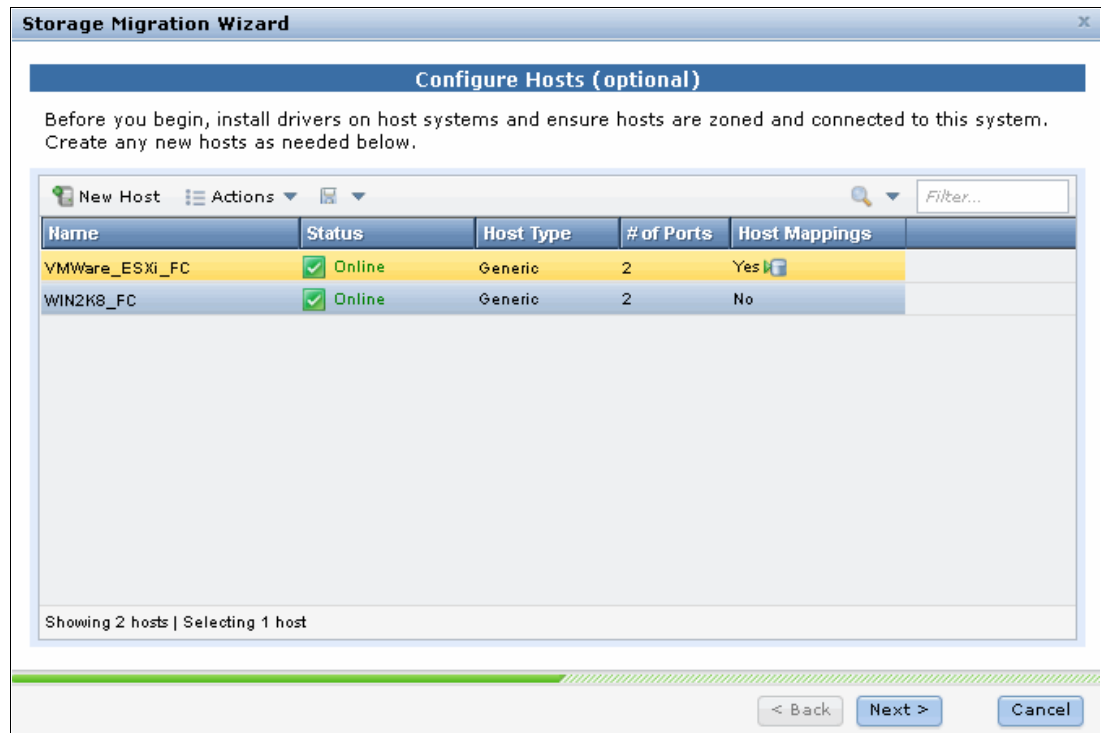 Storage Migration Wizard
x
Configure Hosts (optional)
Before you begin, install drivers on host systems and ensure hosts are zoned and connected to this system.
Create any new hosts as needed below.
New Host Actions Filter...
Name Status Host Type # of Ports Host Mappings
VMWare_ESXi_FC Online Generic 2 Yes
WIN2K8_FC Online Generic 2 No
Showing 2 hosts | Selecting 1 host
< Back Next > Cancel